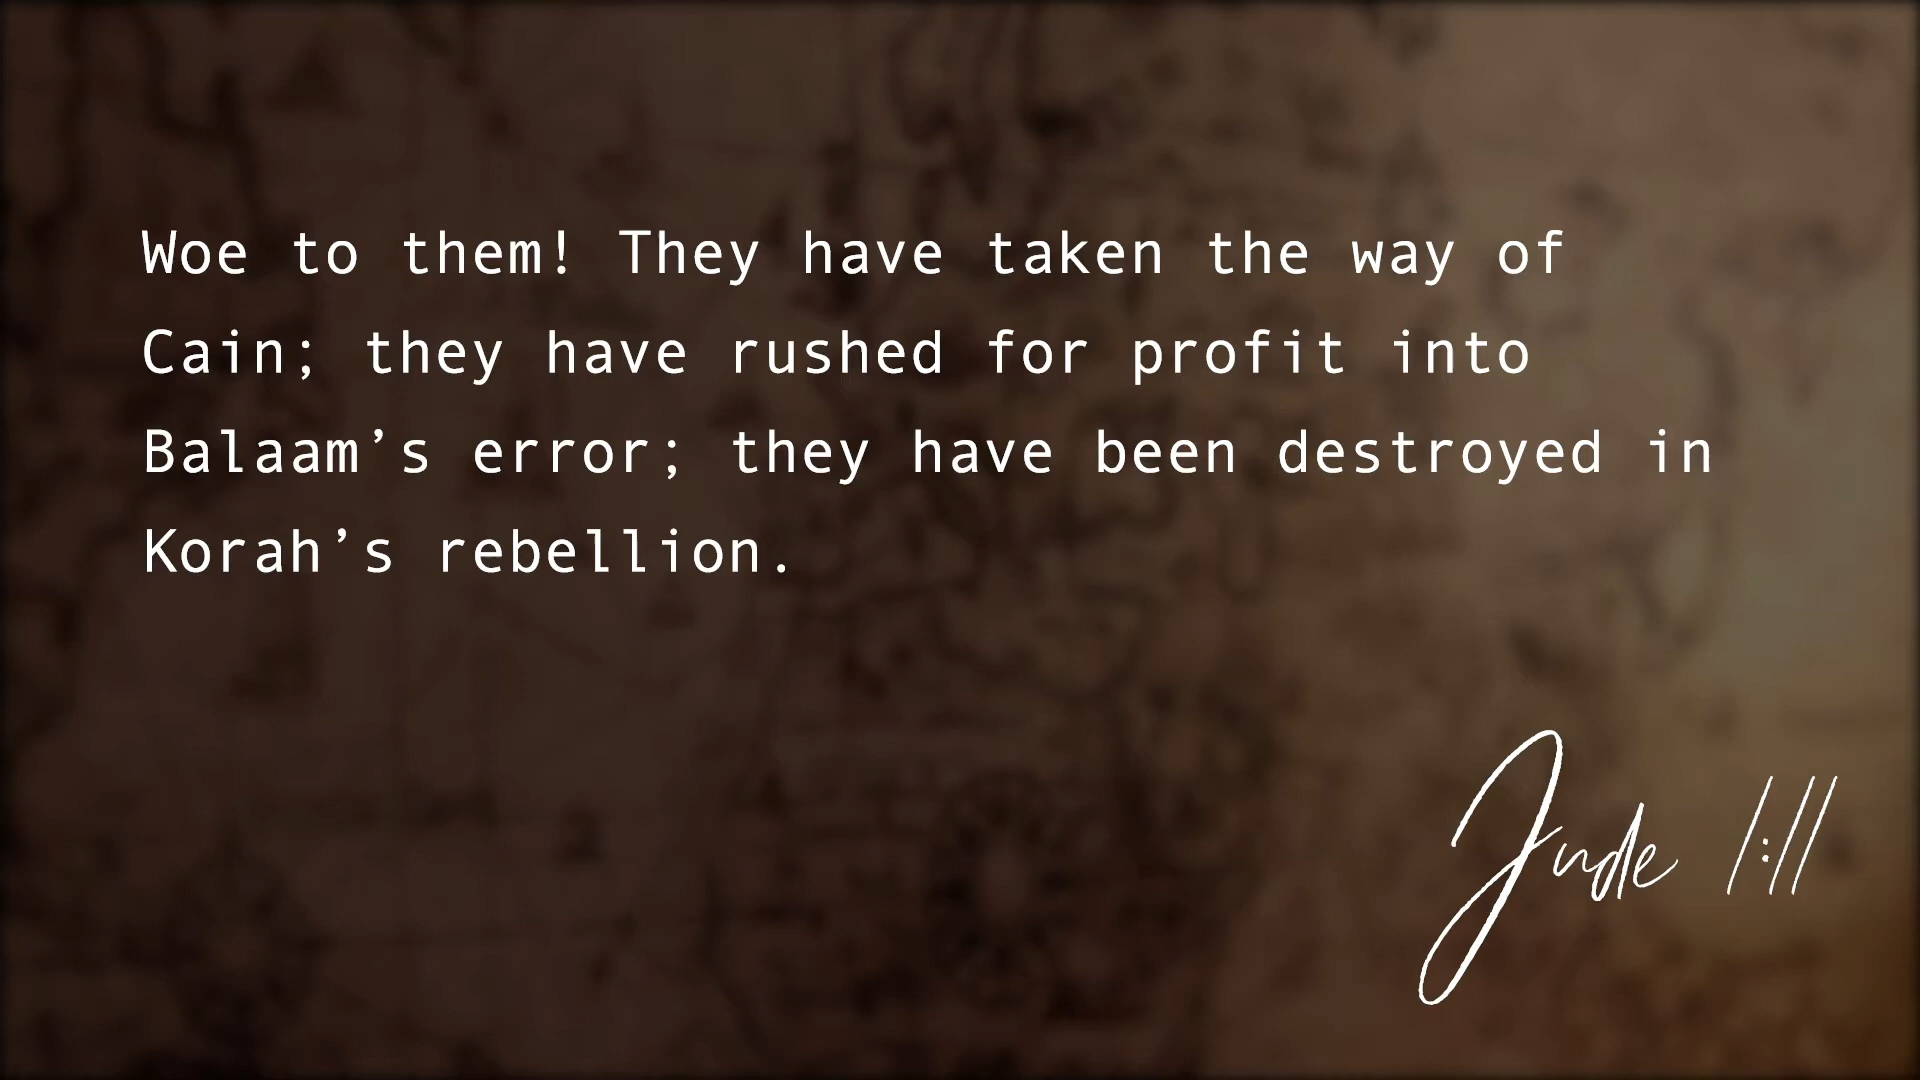 Woe to them! They have taken the way of
Cain; they have rushed for profit into
Balaam’s error; they have been destroyed in
Korah’s rebellion.
Jude 1:11